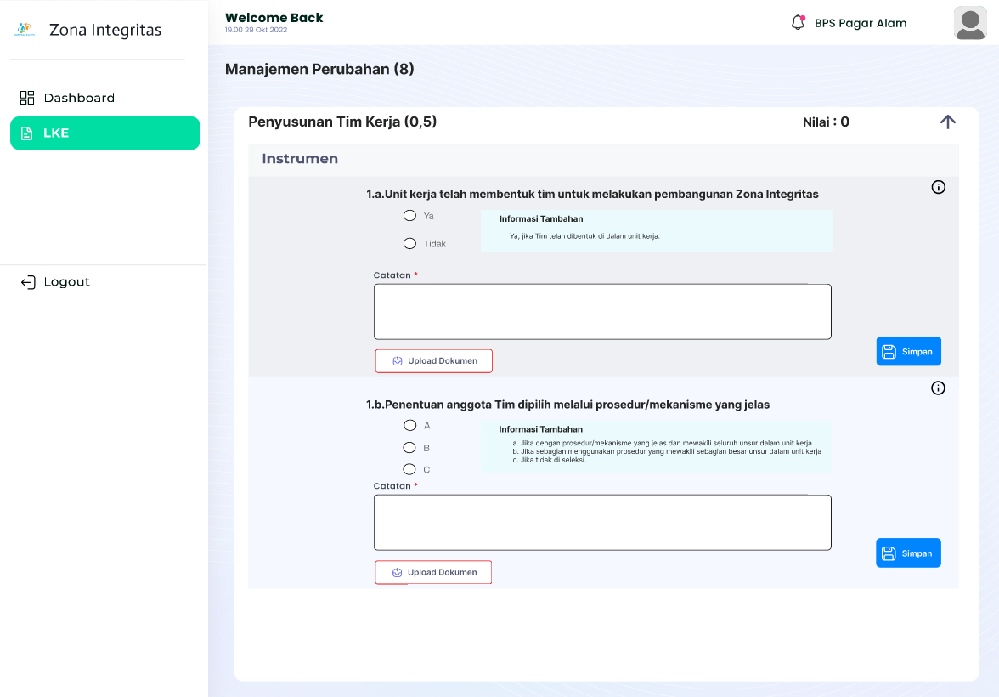 Zona Integritas
Welcome Back
19.00 29 Okt 2022
BPS Pagar Alam
Dashboard
LKE
Logout
Manajemen Perubahan (8)
Penyusunan Tim Kerja (0,5)
Nilai : 0
Instrumen
1.a.Unit kerja telah membentuk tim untuk melakukan pembangunan Zona Integritas
Ya
Tidak
Informasi Tambahan
Ya, jika Tim telah dibentuk di dalam unit kerja.
Catatan *
Upload Dokumen
Simpan
1.b.Penentuan anggota Tim dipilih melalui prosedur/mekanisme yang jelas
A
B
C
Informasi Tambahan
a. Jika dengan prosedur/mekanisme yang jelas dan mewakili seluruh unsur dalam unit kerja
b. Jika sebagian menggunakan prosedur yang mewakili sebagian besar unsur dalam unit kerja
c. Jika tidak di seleksi.
Catatan *
Upload Dokumen
Simpan